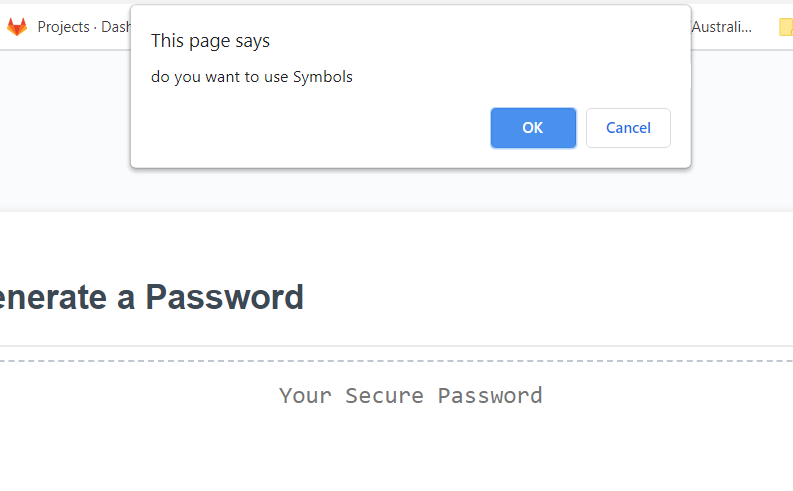 Projects · Dash
Australi...
This page says
do you want to use Symbols
OK
Cancel
enerate a Password
Your Secure Password